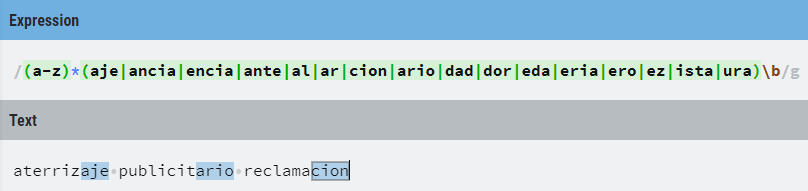 Expression
/(a-z)*(aje|ancia|encia|ante|al|ar|cion|ario|dad|dor|eda|eria|ero|ez|ista|ura)\b/g
Text
aterrizaje·publicitario·reclamacion